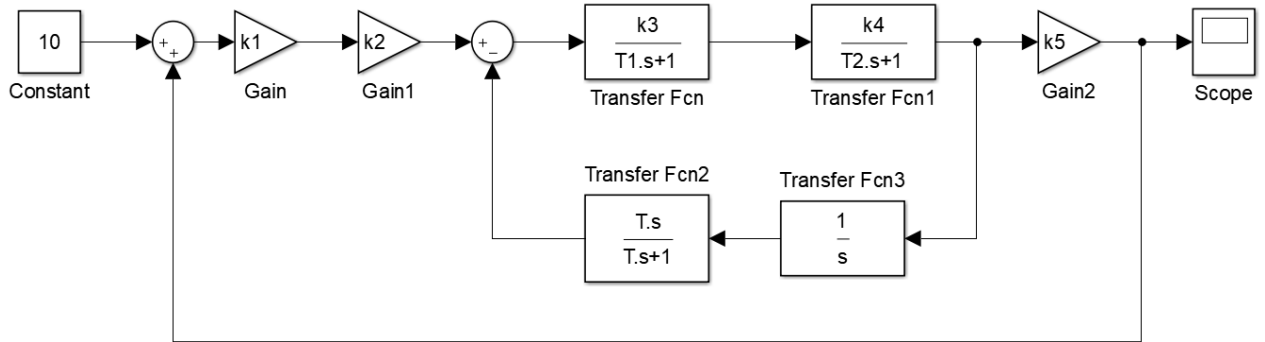 10
Constant
+
+
k1
Gain
k2
Gain1
+
−
k3
T1.s+1
Transfer Fcn
k4
T2.s+1
Transfer Fcn1
k5
Gain2
Scope
Transfer Fcn2
T.s
T.s+1
Transfer Fcn3
1
s